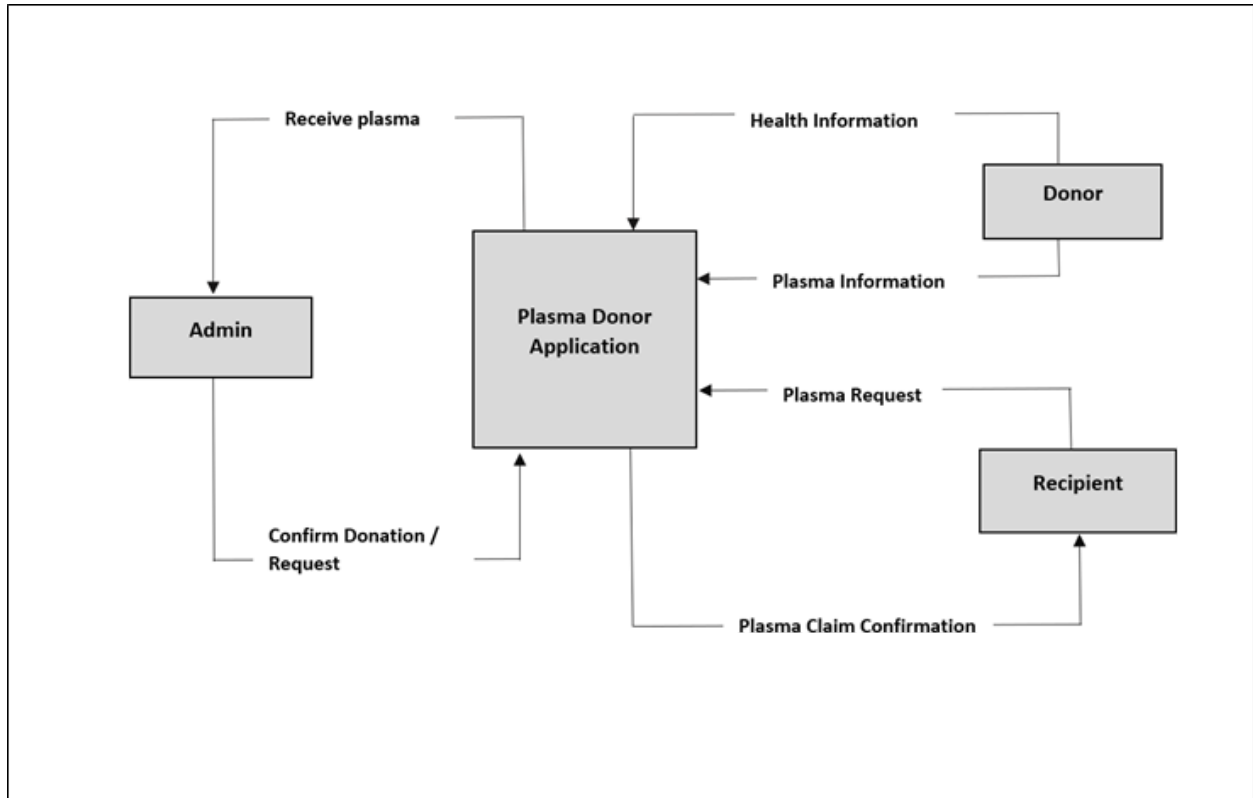 Receive plasma
Health Information
Donor
Plasma Information
Admin
Plasma Donor
Application
Plasma Request
Recipient
Confirm Donation /
Request
Plasma Claim Confirmation